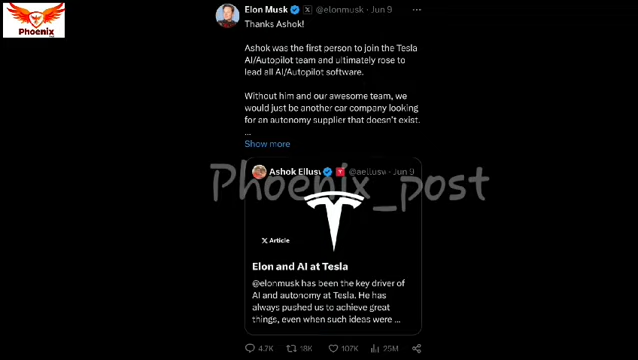 Phoenix
Elon Musk @elonmusk · Jun 9
Thanks Ashok!
Ashok was the first person to join the Tesla
AI/Autopilot team and ultimately rose to
lead all AI/Autopilot software.
Without him and our awesome team, we
would just be another car company looking
for an autonomy supplier that doesn't exist.
...
Show more
Phoenix_post
Ashok Ellusw @aellusw · Jun 9
X Article
Elon and AI at Tesla
@elonmusk has been the key driver of
AI and autonomy at Tesla. He has
always pushed us to achieve great
things, even when such ideas were ...
4.7K 18K 107K 25M